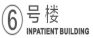 ⑥号楼
INPATIENT BUILDING